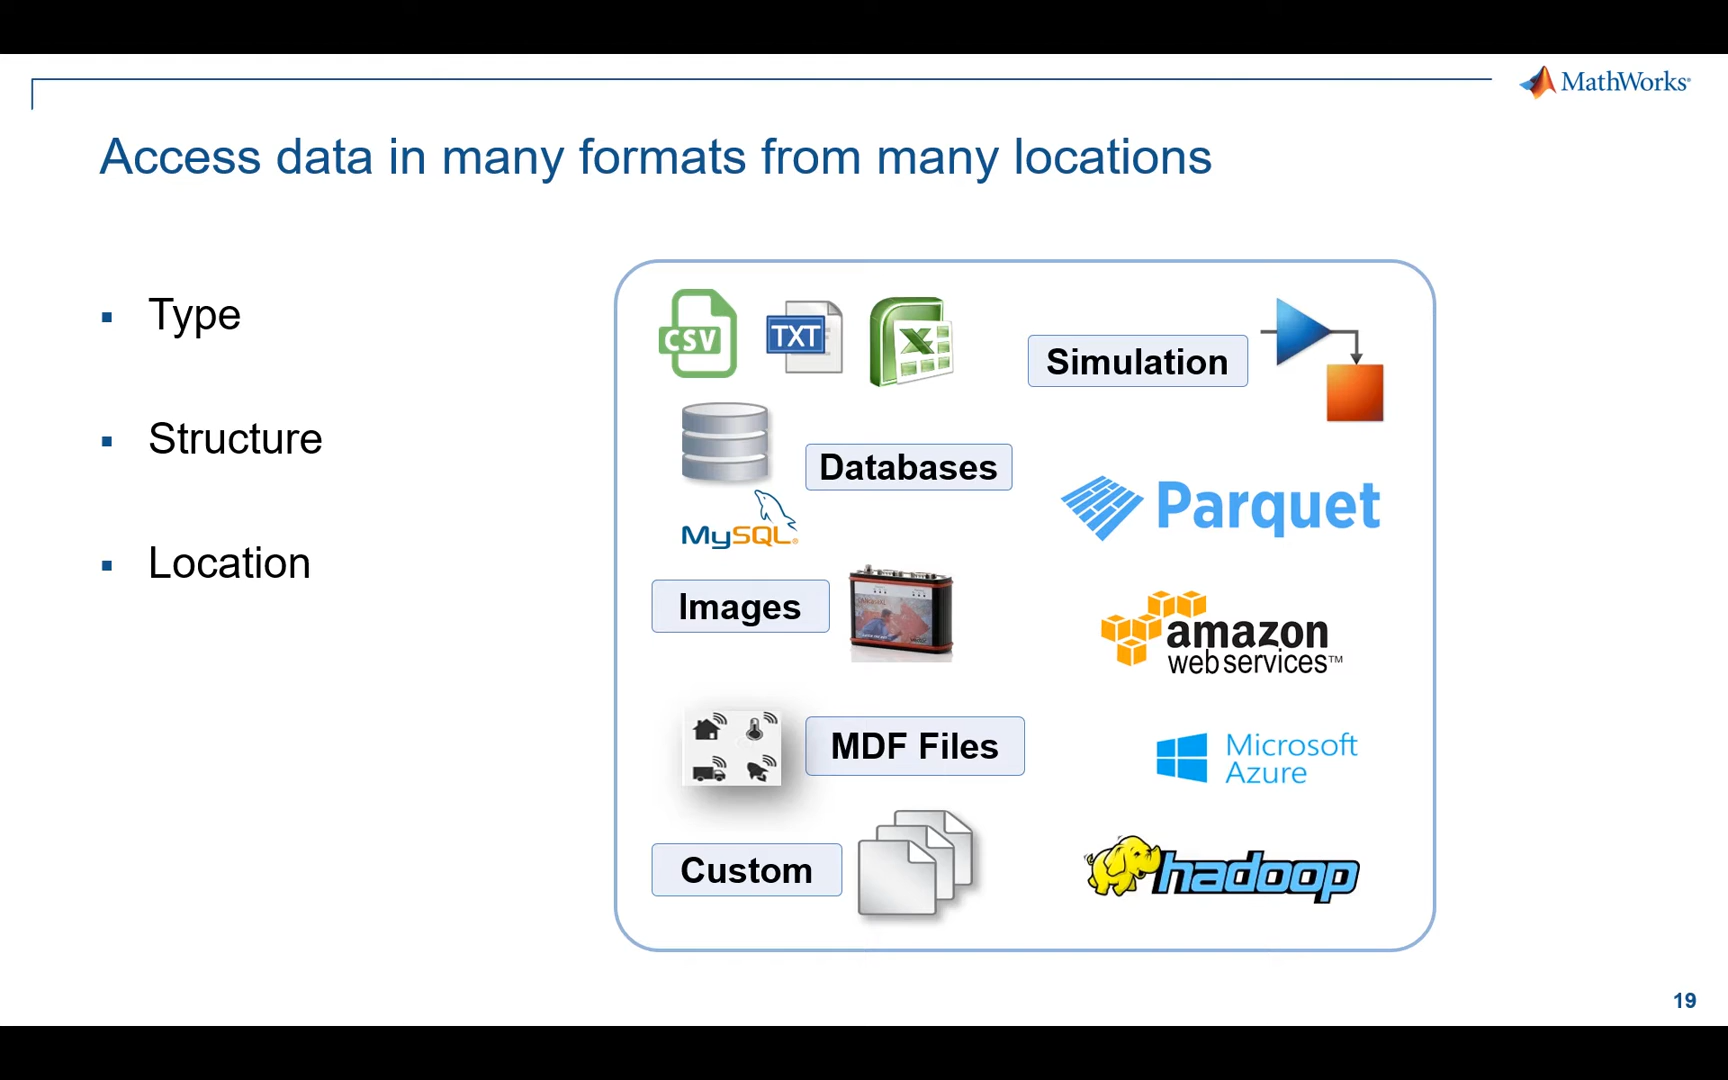 MathWorks®
Access data in many formats from many locations
Type
Structure
Location
CSV
TXT
X
Simulation
Databases
MySQL®
Parquet
Images
amazon
web services™
MDF Files
Microsoft
Azure
Custom
hadoop
19